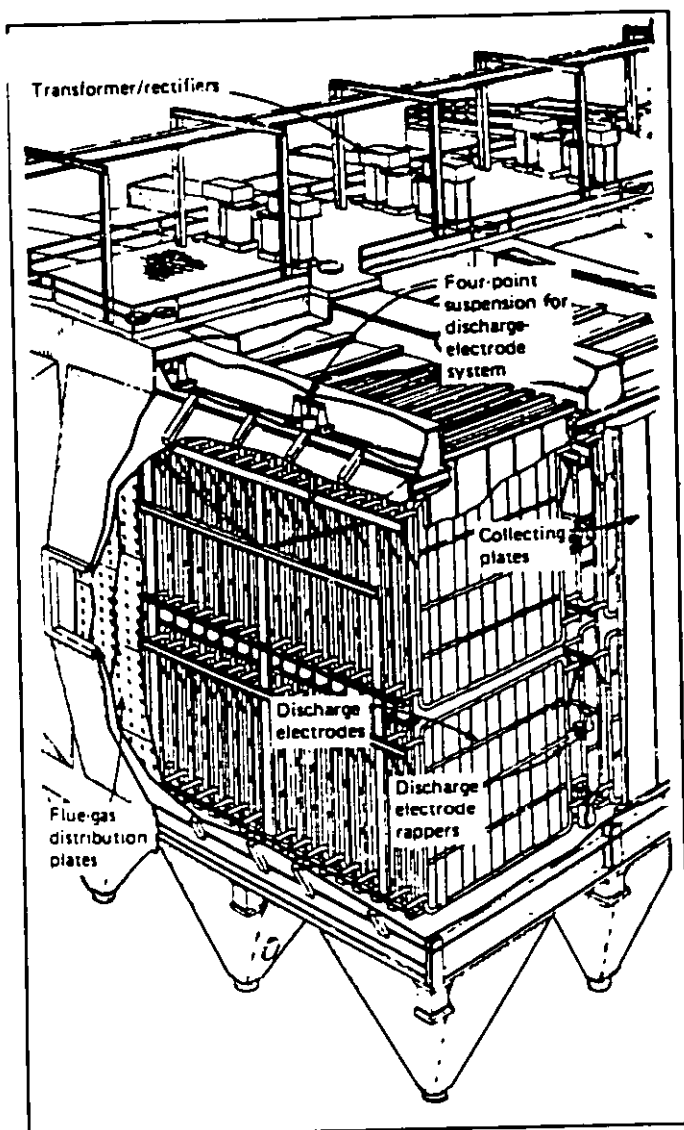 Transformer/rectifiers
Four-point
suspension for
discharge-
electrode
system
Collecting
plates
Discharge
electrodes
Discharge
electrode
rappers
Flue-gas
distribution
plates